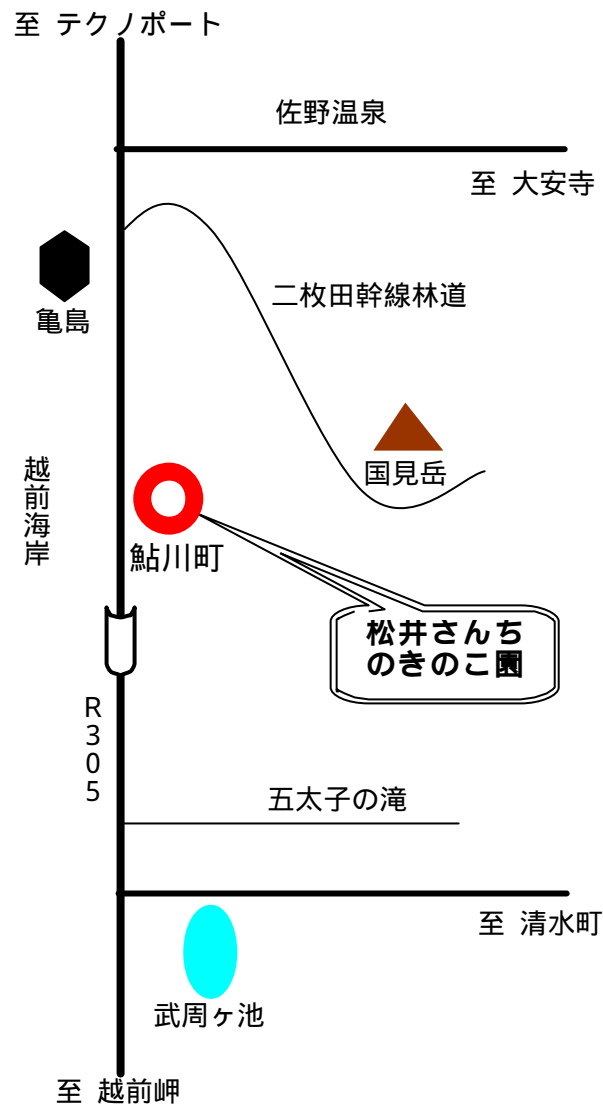 至 テクノポート
佐野温泉
至 大安寺
二枚田幹線林道
亀島
国見岳
越前海岸
鮎川町
松井さんち
のきのこ園
R305
五太子の滝
至 清水町
武周ヶ池
至 越前岬